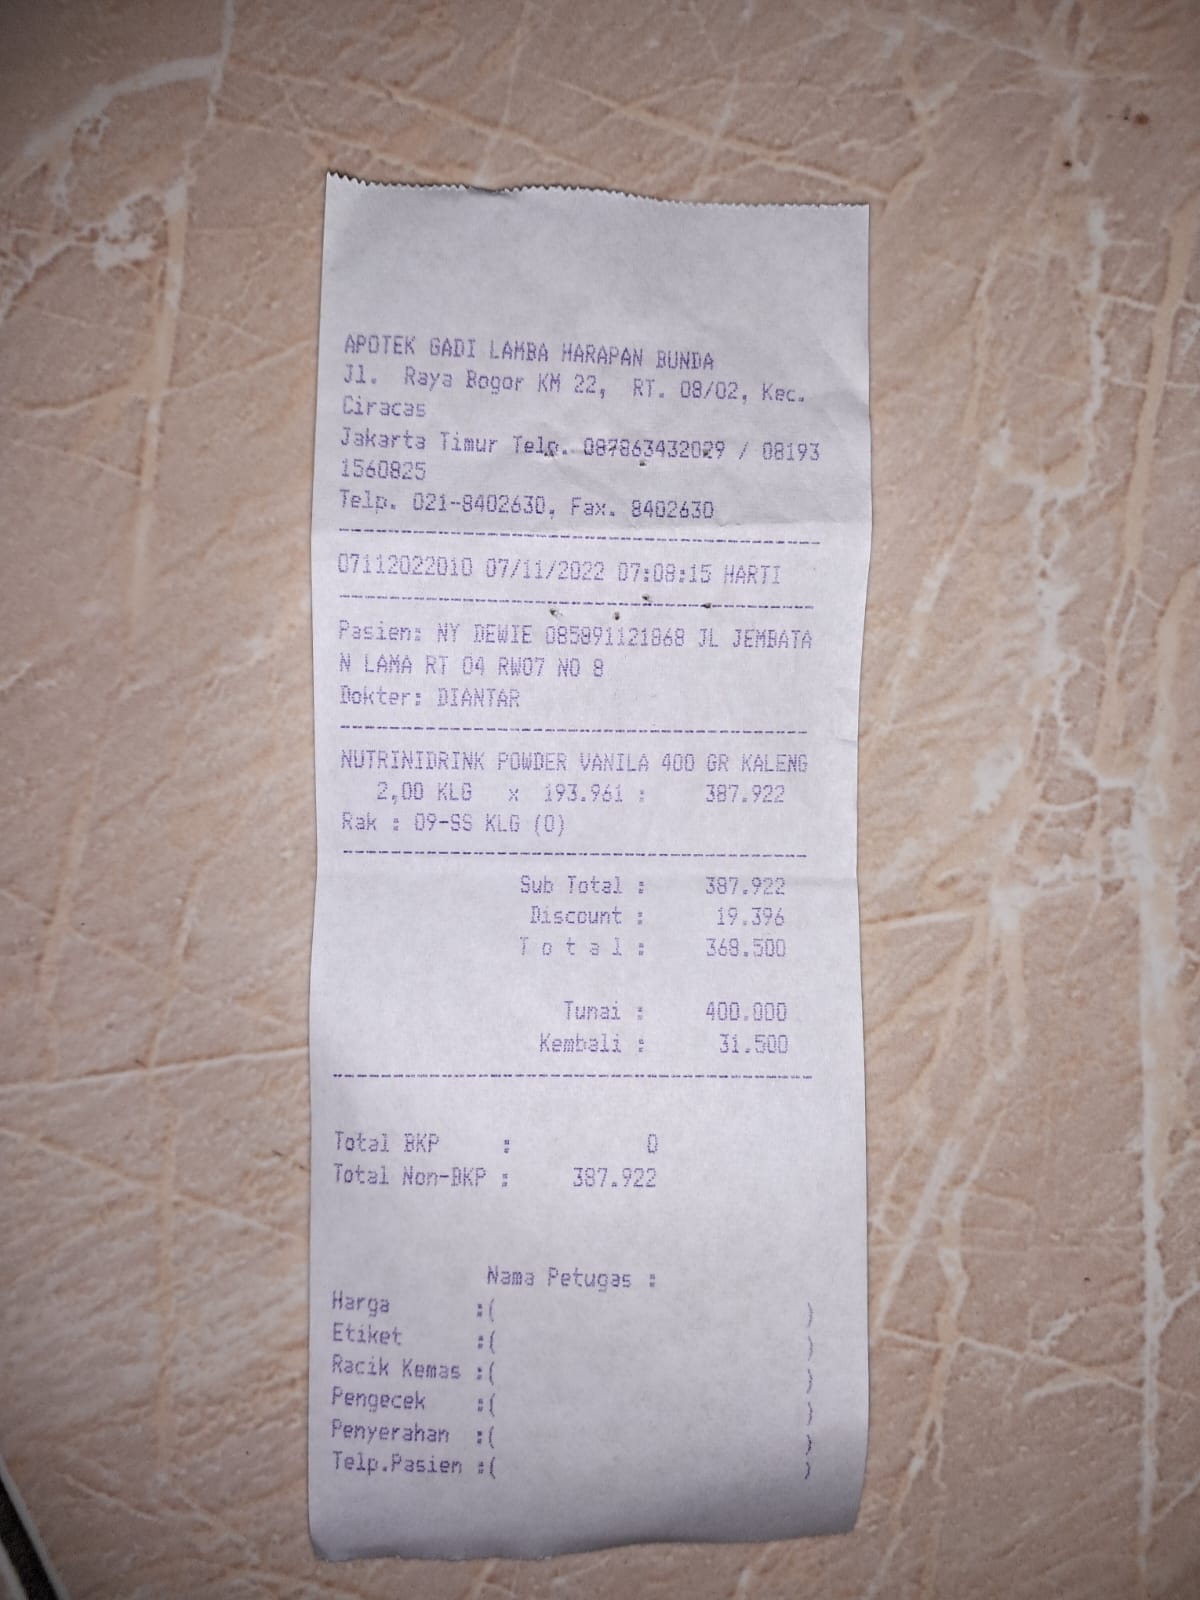 APOTEK GADI LAMBA HARAPAN BUNDA
Jl. Raya Bogor KM 22, RT. 08/02, Kec.
Ciracas
Jakarta Timur Telp. 087863432029 / 08193
1560825
Telp. 021-8402630, Fax. 8402630
07112022010 07/11/2022 07:08:15 HARTI
Pasien: NY DEWIE 085891121868 JL JEMBATA
N LAMA RT 04 RW07 NO 8
Dokter: DIANTAR
NUTRINIDRINK POWDER VANILA 400 GR KALENG
2,00 KLG x 193.961 : 387.922
Rak : 09-SS KLG (0)
Sub Total : 387.922
Discount : 19.396
T o t a l : 368.500
Tunai : 400.000
Kembali : 31.500
Total BKP : 0
Total Non-BKP : 387.922
Nama Petugas :
Harga :( )
Etiket :( )
Racik Kemas :( )
Pengecek :( )
Penyerahan :( )
Telp.Pasien :( )